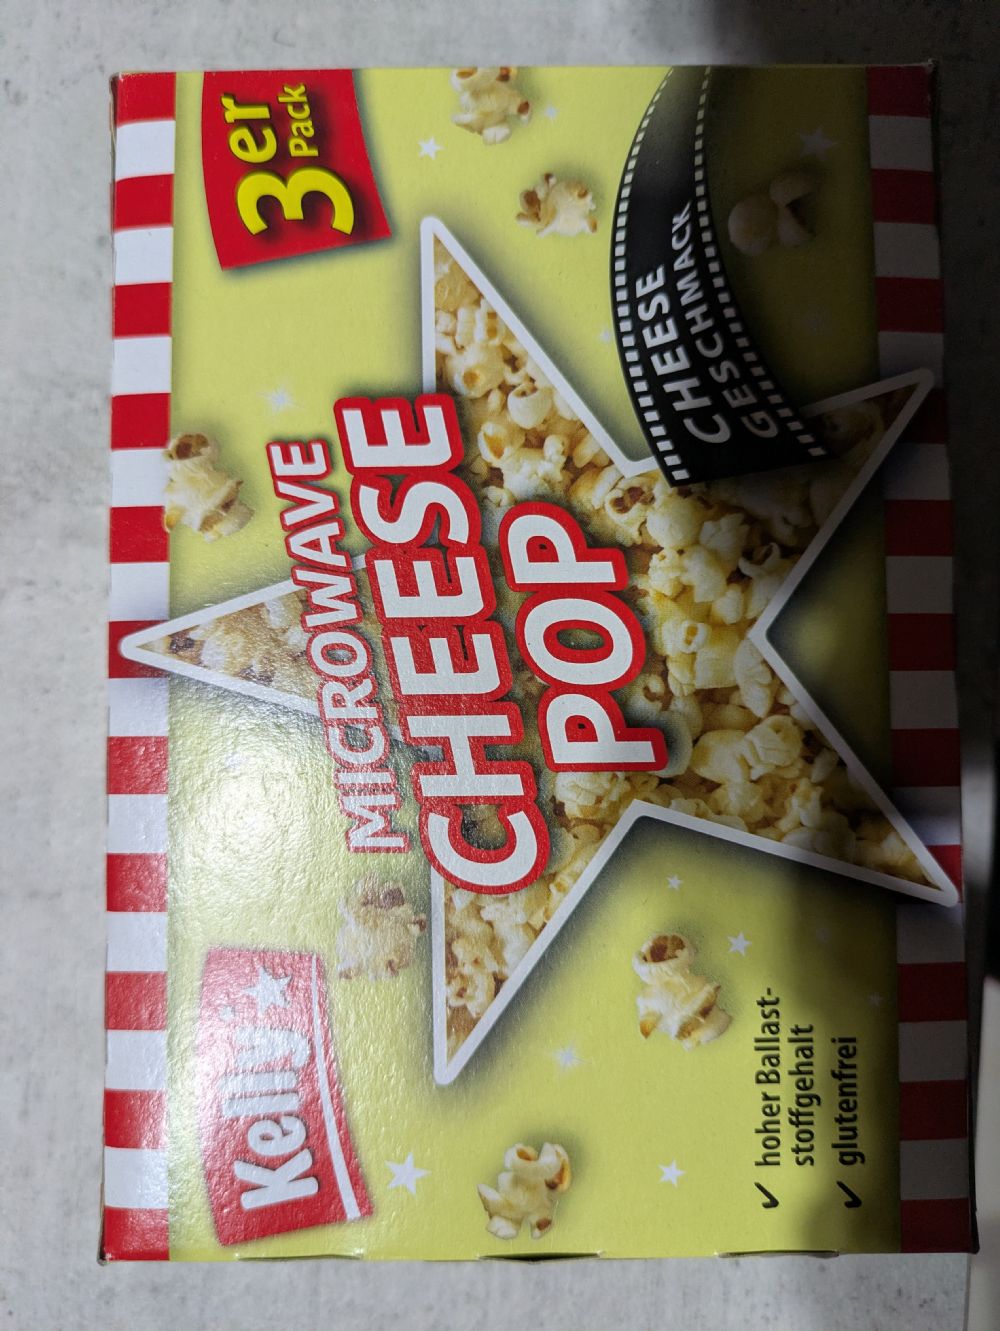 Kelly's
3er
Pack
MICROWAVE
CHEESE
POP
CHEESE
GESCHMACK
✓ hoher Ballast-
stoffgehalt
✓ glutenfrei